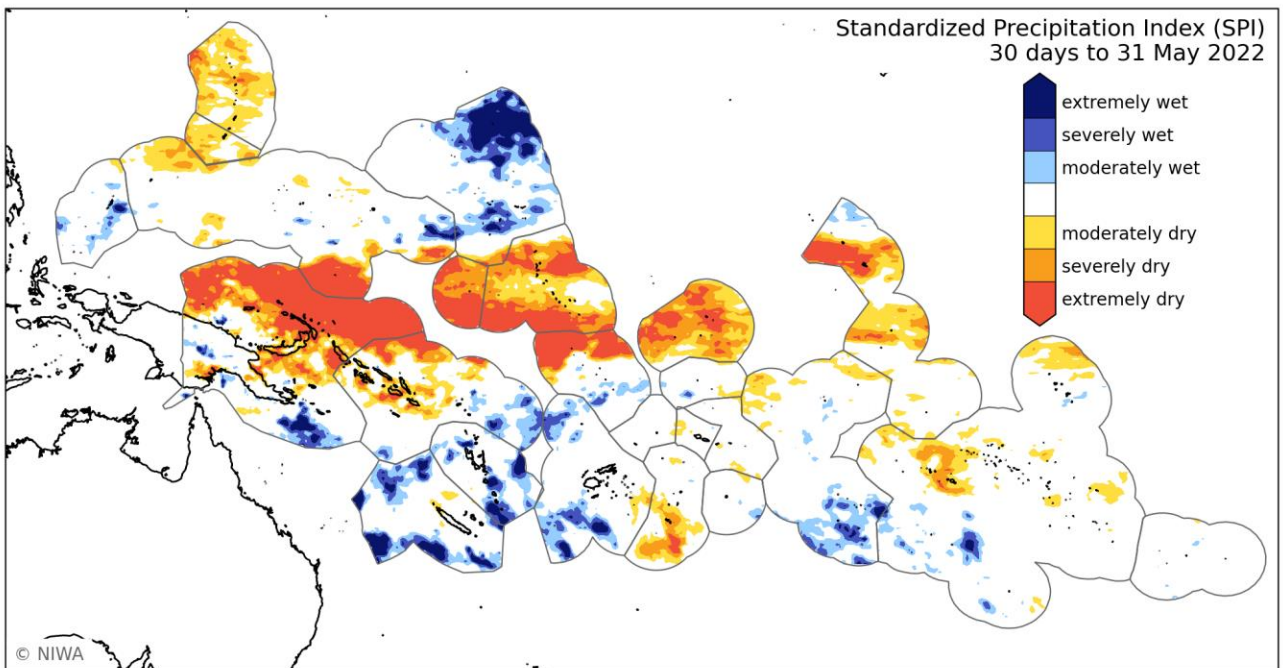 Standardized Precipitation Index (SPI)
30 days to 31 May 2022
extremely wet
severely wet
moderately wet
moderately dry
severely dry
extremely dry
© NIWA